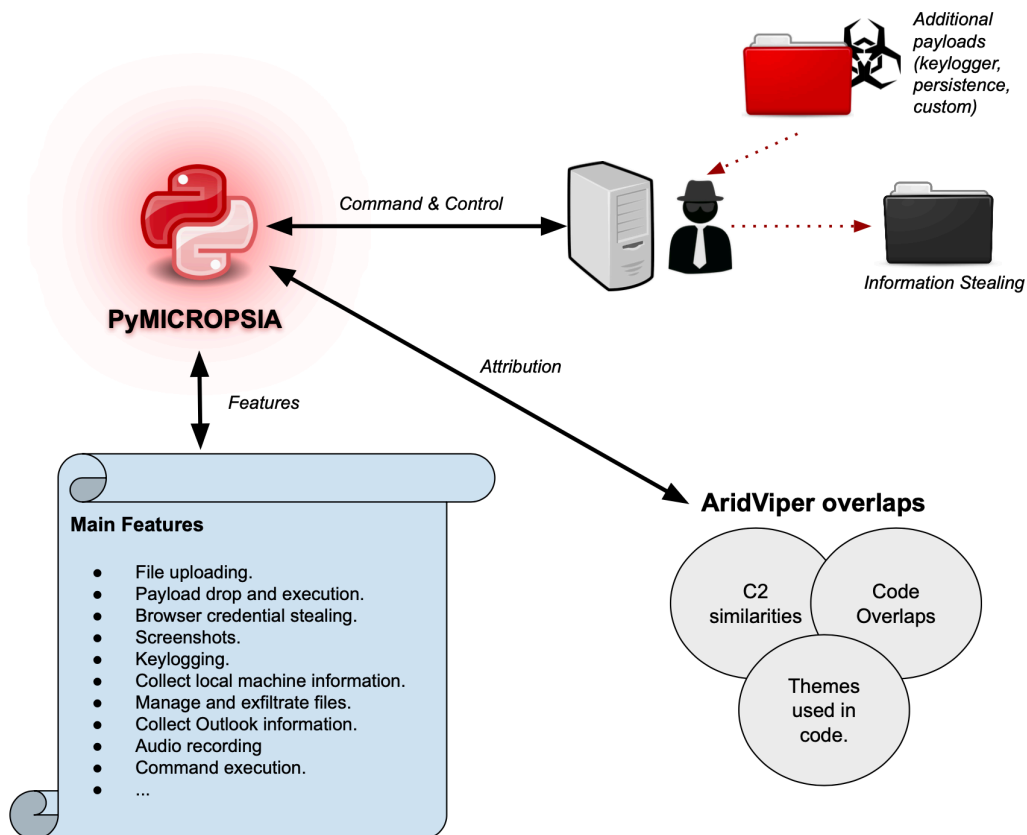 Additional
payloads
(keylogger,
persistence,
custom)
Command & Control
Information Stealing
PyMICROPSIA
Attribution
Features
Main Features
● File uploading.
● Payload drop and execution.
● Browser credential stealing.
● Screenshots.
● Keylogging.
● Collect local machine information.
● Manage and exfiltrate files.
● Collect Outlook information.
● Audio recording
● Command execution.
● ...
AridViper overlaps
C2
similarities
Code
Overlaps
Themes
used in
code.